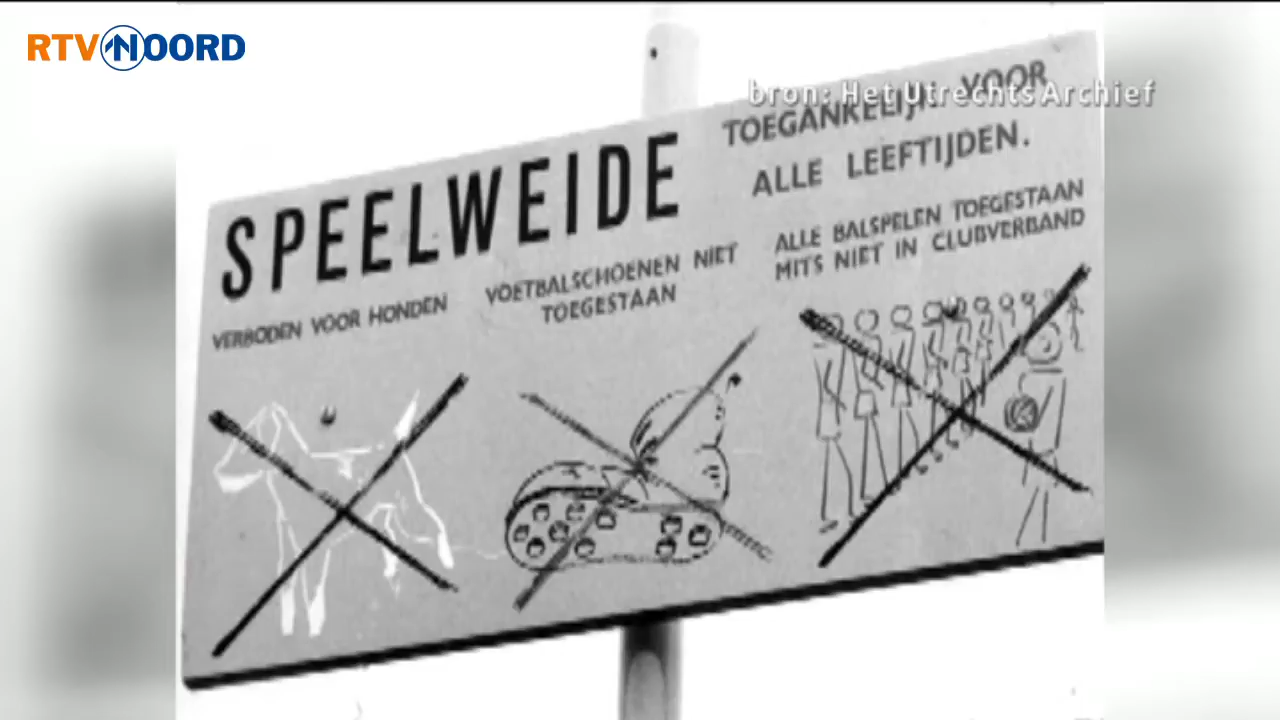 RTV NOORD
bron: Het Utrechts Archief
SPEELWEIDE
TOEGANKELIJK VOOR
ALLE LEEFTIJDEN.
VERBODEN VOOR HONDEN
VOETBALSCHOENEN NIET
TOEGESTAAN
ALLE BALSPELEN TOEGESTAAN
MITS NIET IN CLUBVERBAND